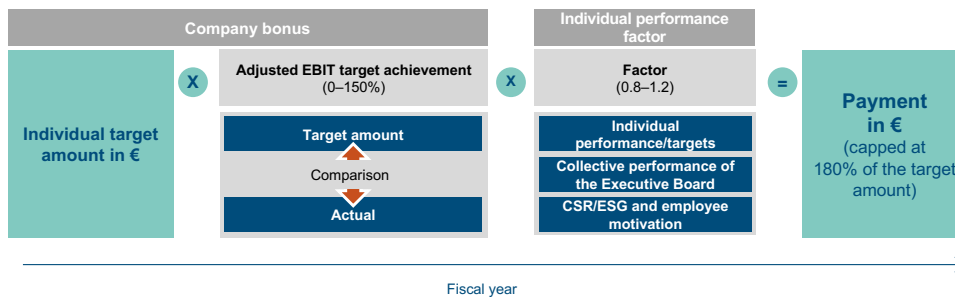 Company bonus
Individual performance
factor
Individual target
amount in €
X
Adjusted EBIT target achievement
(0–150%)
Target amount
Comparison
Actual
X
Factor
(0.8–1.2)
Individual
performance/targets
Collective performance of
the Executive Board
CSR/ESG and employee
motivation
=
Payment
in €
(capped at
180% of the target
amount)
Fiscal year